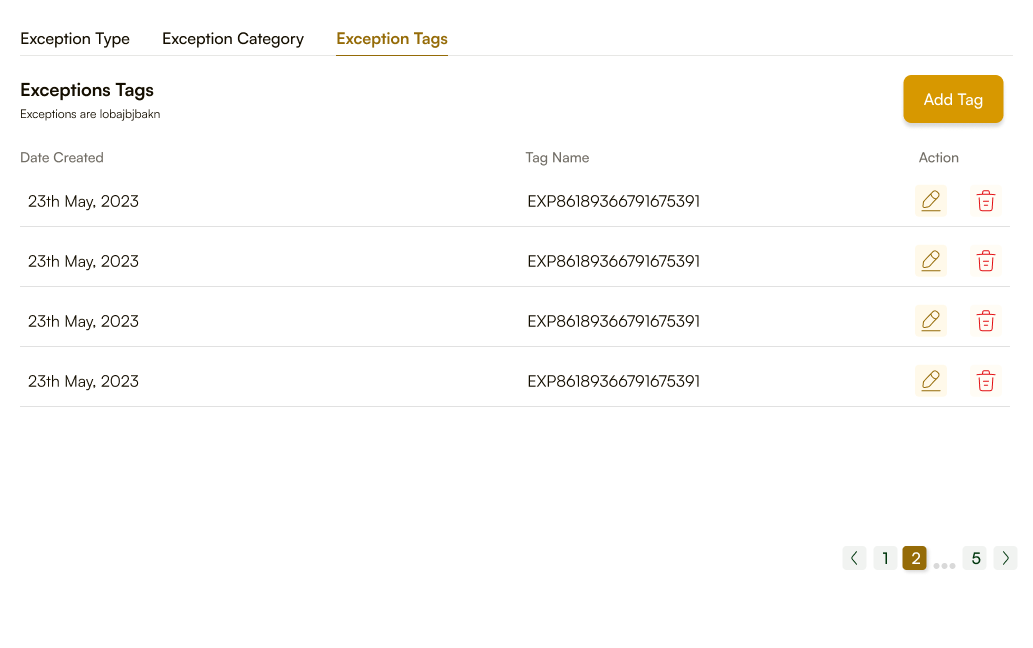 Exception Type Exception Category Exception Tags
Exceptions Tags
Exceptions are lobajbjbakn
Add Tag
Date Created Tag Name Action
23th May, 2023 EXP86189366791675391
23th May, 2023 EXP86189366791675391
23th May, 2023 EXP86189366791675391
23th May, 2023 EXP86189366791675391
1 2 ... 5